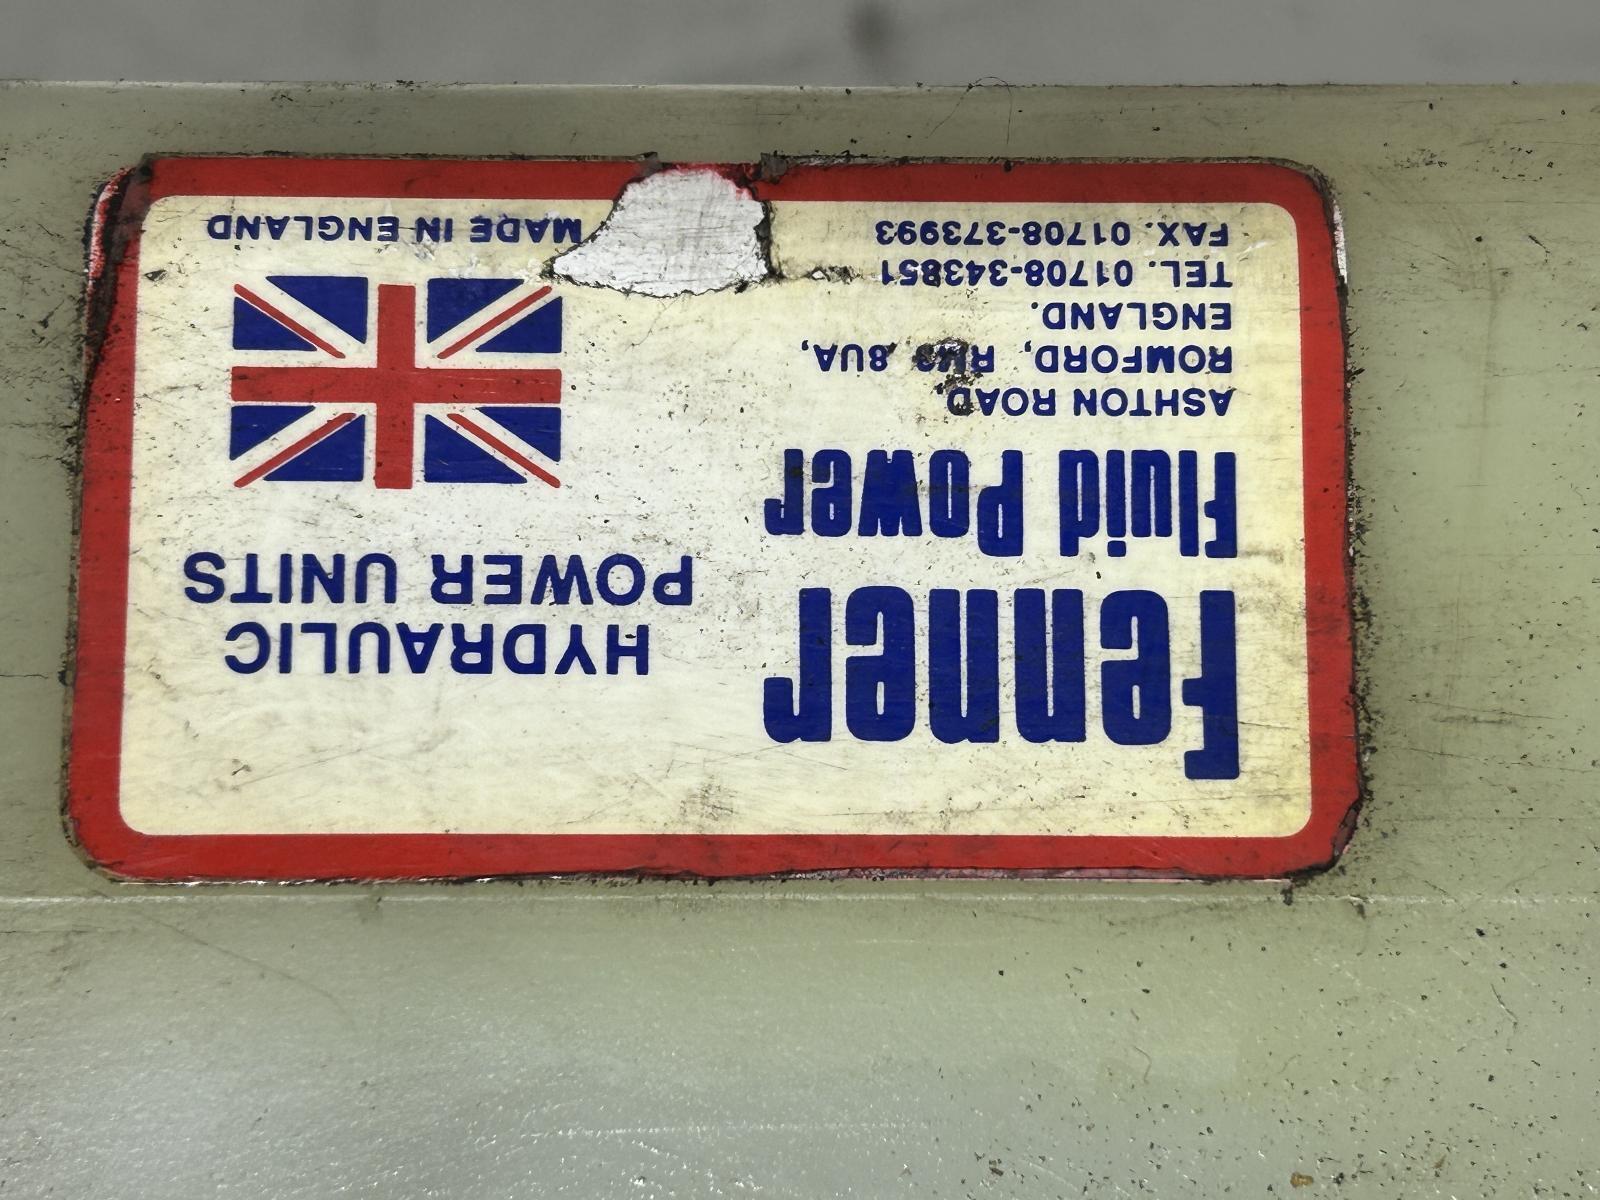 Fenner
Fluid Power
ASHTON ROAD,
ROMFORD, RM3 8UA,
ENGLAND.
TEL. 01708-343851
FAX. 01708-373993
HYDRAULIC
POWER UNITS
MADE IN ENGLAND